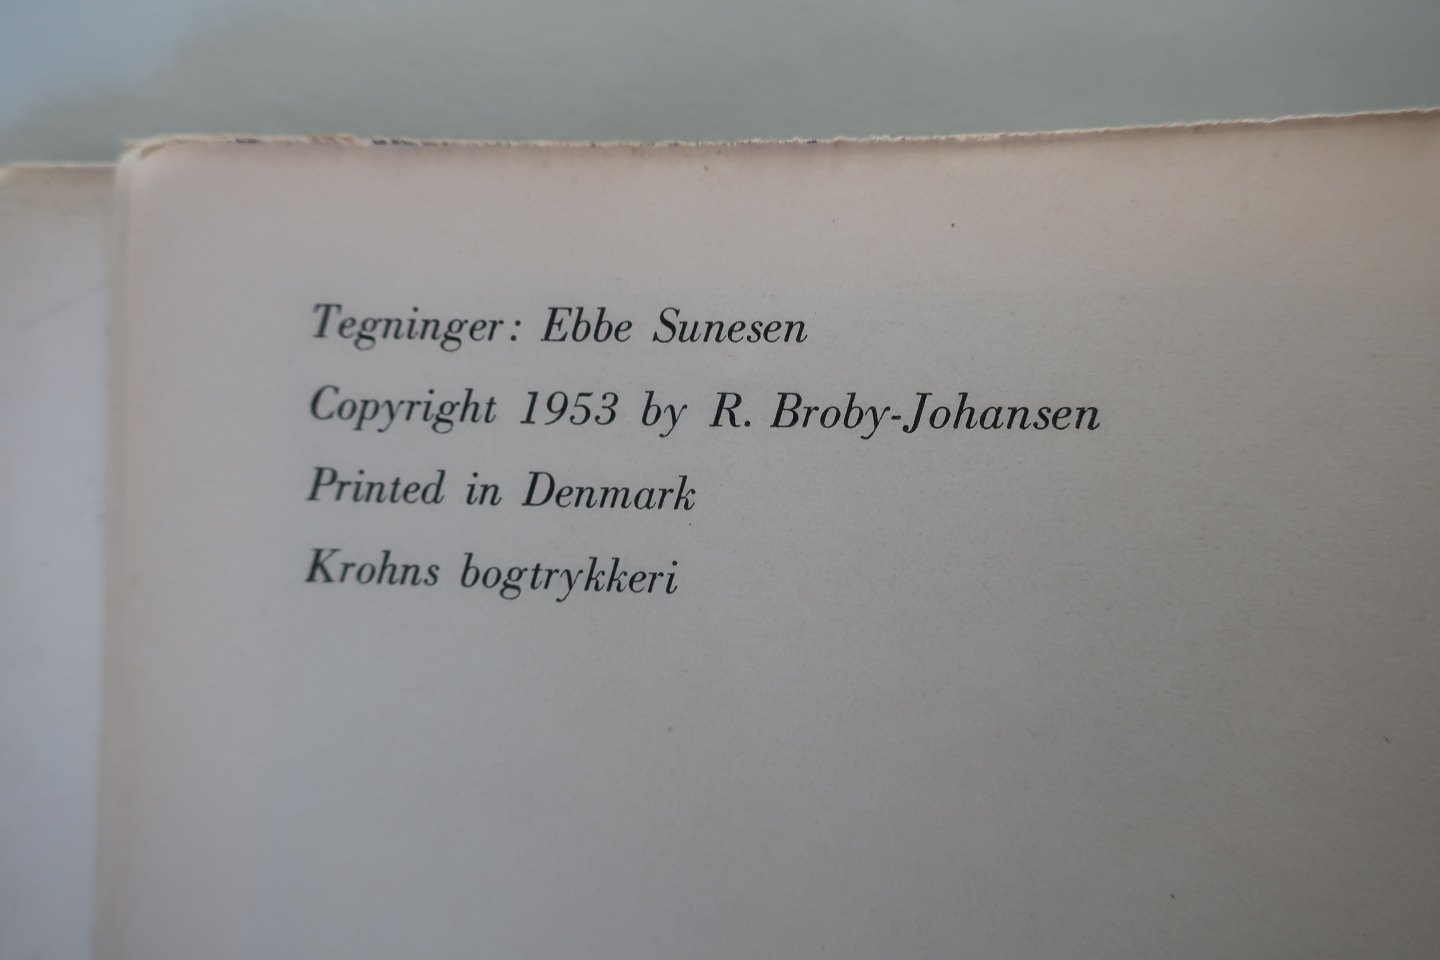 Tegninger: Ebbe Sunesen
Copyright 1953 by R. Broby-Johansen
Printed in Denmark
Krohns bogtrykkeri